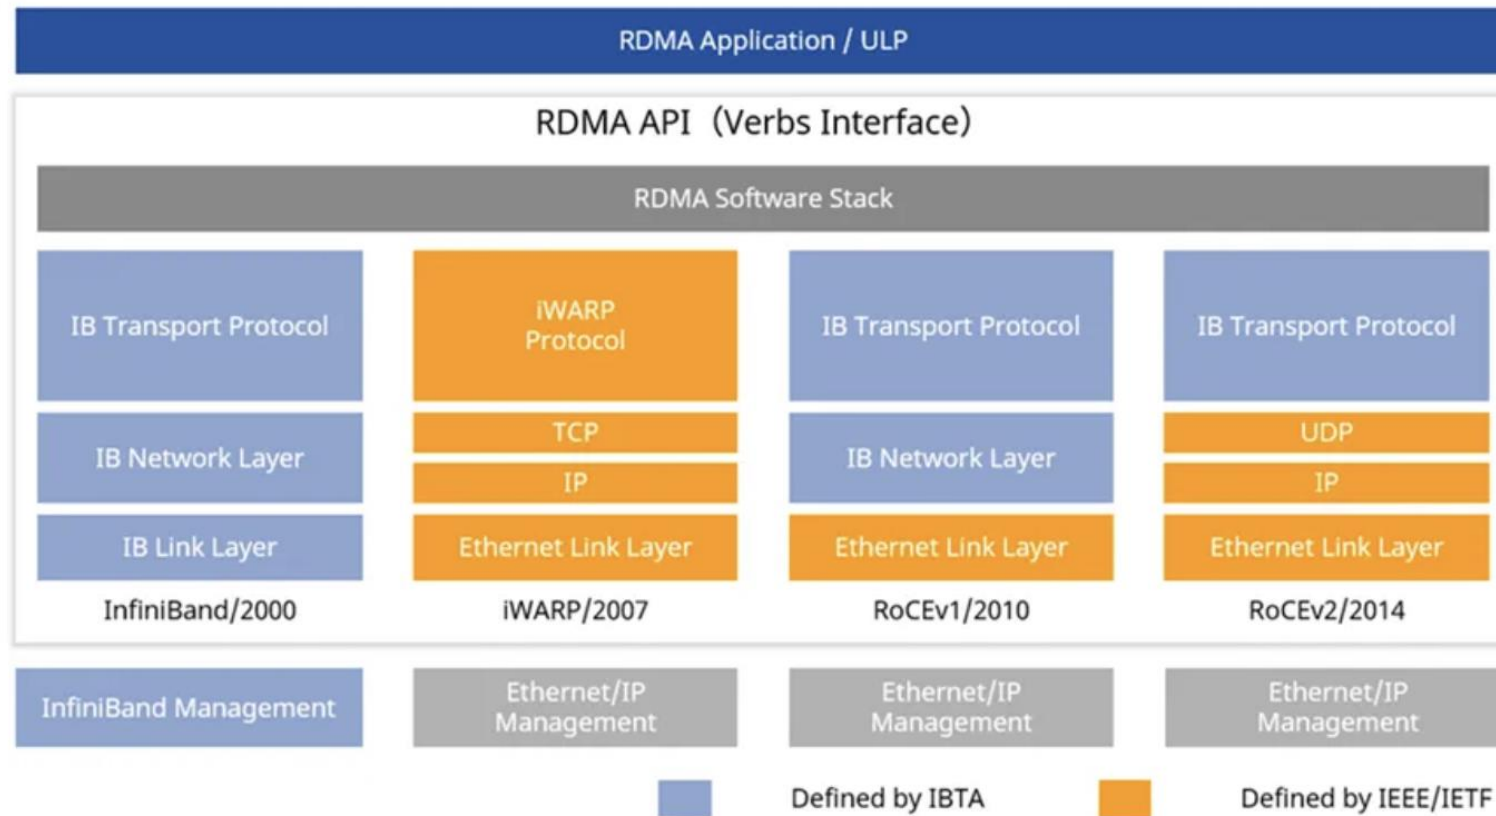 RDMA Application / ULP
RDMA API（Verbs Interface）
RDMA Software Stack
IB Transport Protocol
iWARP
Protocol
IB Transport Protocol
IB Transport Protocol
IB Network Layer
TCP
IP
IB Network Layer
UDP
IP
IB Link Layer
Ethernet Link Layer
Ethernet Link Layer
Ethernet Link Layer
InfiniBand/2000
iWARP/2007
RoCEv1/2010
RoCEv2/2014
InfiniBand Management
Ethernet/IP
Management
Ethernet/IP
Management
Ethernet/IP
Management
Defined by IBTA
Defined by IEEE/IETF